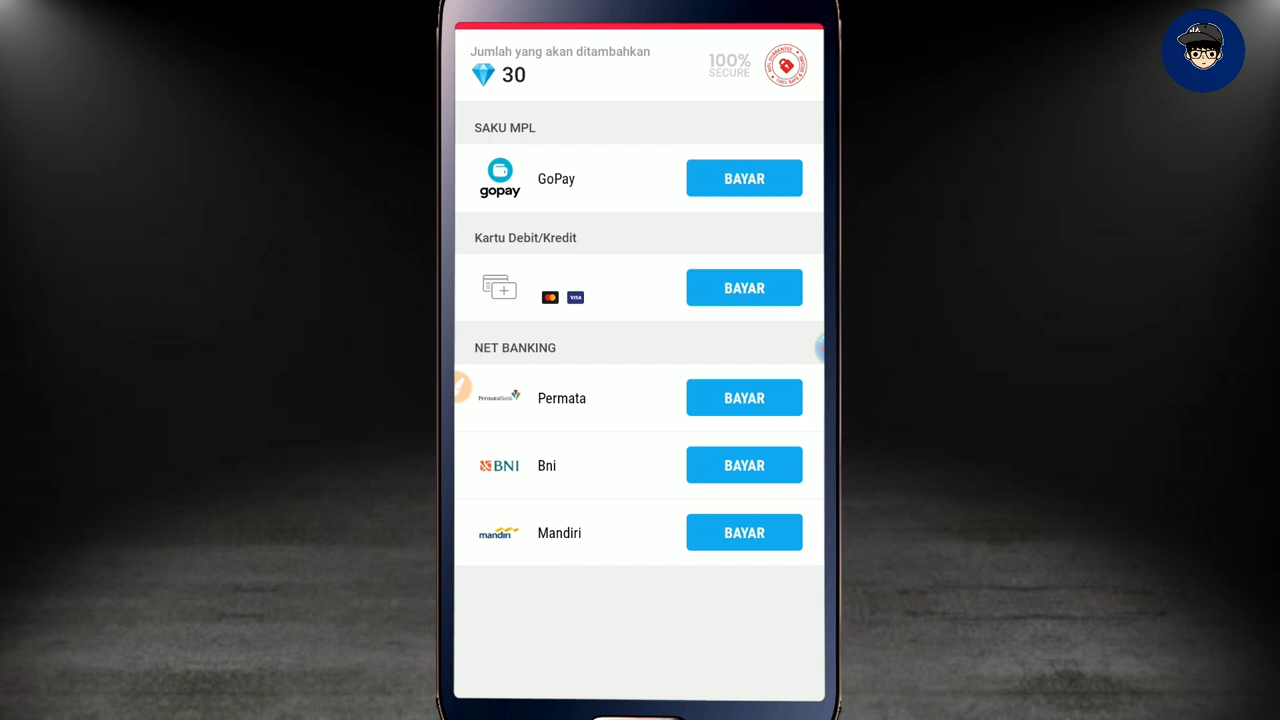 Jumlah yang akan ditambahkan
30
100%
SECURE
SAKU MPL
gopay
GoPay
BAYAR
Kartu Debit/Kredit
VISA
BAYAR
NET BANKING
PermataBank
Permata
BAYAR
BNI
Bni
BAYAR
mandiri
Mandiri
BAYAR